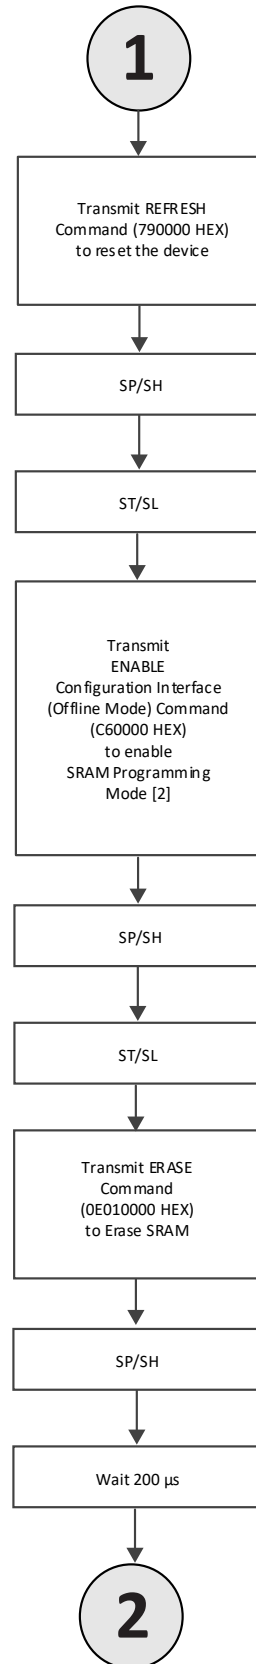 1
Transmit REFRESH
Command (790000 HEX)
to reset the device
SP/SH
ST/SL
Transmit
ENABLE
Configuration Interface
(Offline Mode) Command
(C60000 HEX)
to enable
SRAM Programming
Mode [2]
SP/SH
ST/SL
Transmit ERASE
Command
(0E010000 HEX)
to Erase SRAM
SP/SH
Wait 200 µs
2